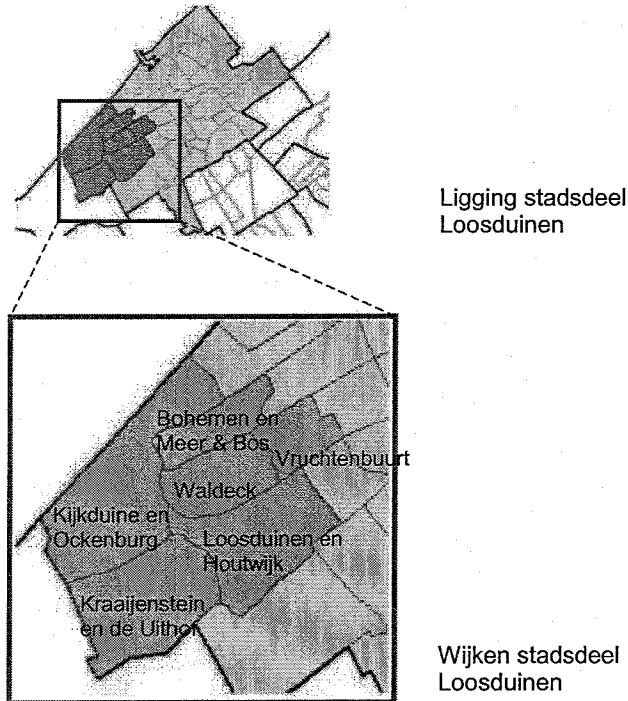 Ligging stadsdeel
Loosduinen
Bohemen en
Meer & Bos
Vruchtenbuurt
Waldeck
Kijkduine en
Ockenburg
Loosduinen en
Houtwijk
Kraaijenstein
en de Uithof
Wijken stadsdeel
Loosduinen